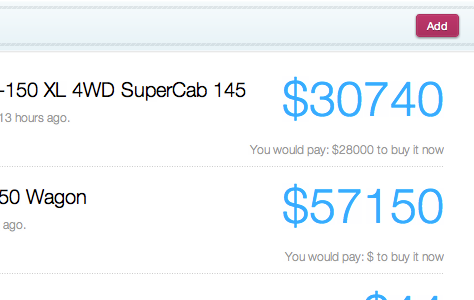 Add
-150 XL 4WD SuperCab 145
$30740
13 hours ago.
You would pay: $28000 to buy it now
50 Wagon
$57150
ago.
You would pay: $ to buy it now